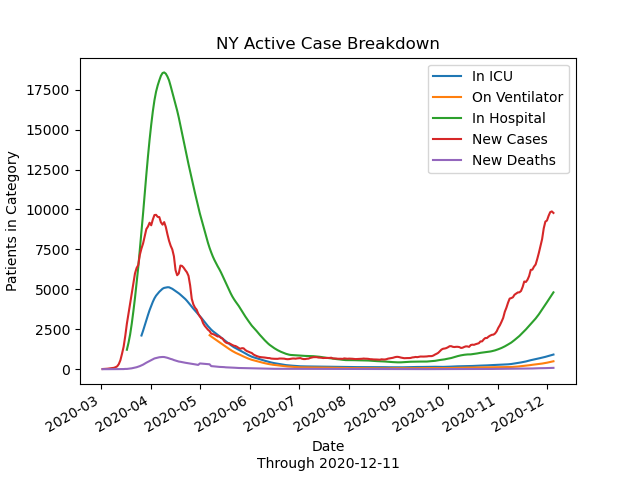 NY Active Case Breakdown
In ICU
On Ventilator
In Hospital
New Cases
New Deaths
Patients in Category
17500
15000
12500
10000
7500
5000
2500
0
2020-03
2020-04
2020-05
2020-06
2020-07
2020-08
2020-09
2020-10
2020-11
2020-12
Date
Through 2020-12-11